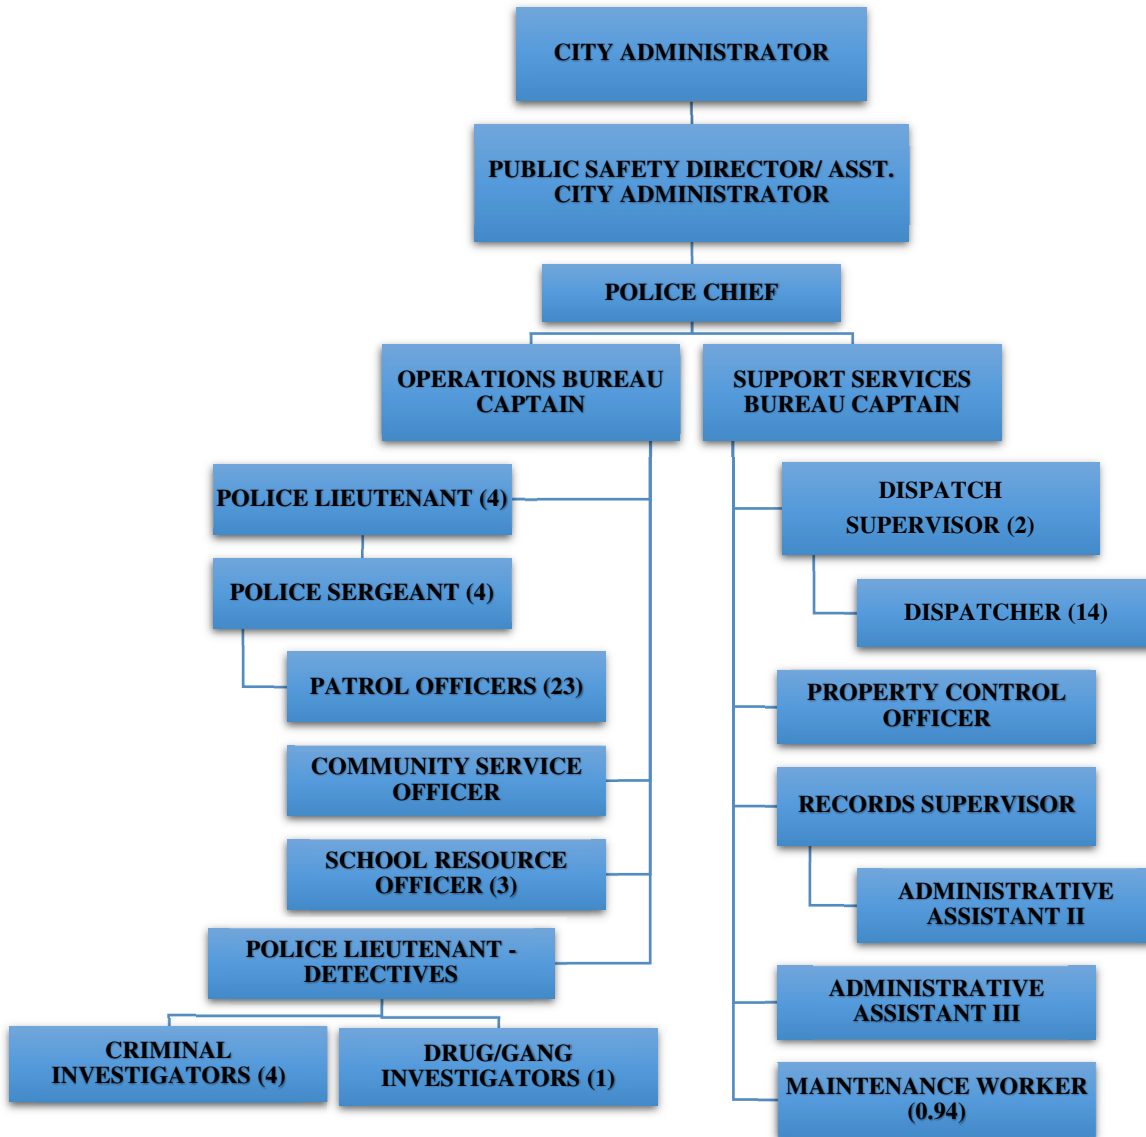 CITY ADMINISTRATOR
PUBLIC SAFETY DIRECTOR/ ASST.
CITY ADMINISTRATOR
POLICE CHIEF
OPERATIONS BUREAU
CAPTAIN
POLICE LIEUTENANT (4)
POLICE SERGEANT (4)
PATROL OFFICERS (23)
COMMUNITY SERVICE
OFFICER
SCHOOL RESOURCE
OFFICER (3)
POLICE LIEUTENANT -
DETECTIVES
CRIMINAL
INVESTIGATORS (4)
DRUG/GANG
INVESTIGATORS (1)
SUPPORT SERVICES
BUREAU CAPTAIN
DISPATCH
SUPERVISOR (2)
DISPATCHER (14)
PROPERTY CONTROL
OFFICER
RECORDS SUPERVISOR
ADMINISTRATIVE
ASSISTANT II
ADMINISTRATIVE
ASSISTANT III
MAINTENANCE WORKER
(0.94)